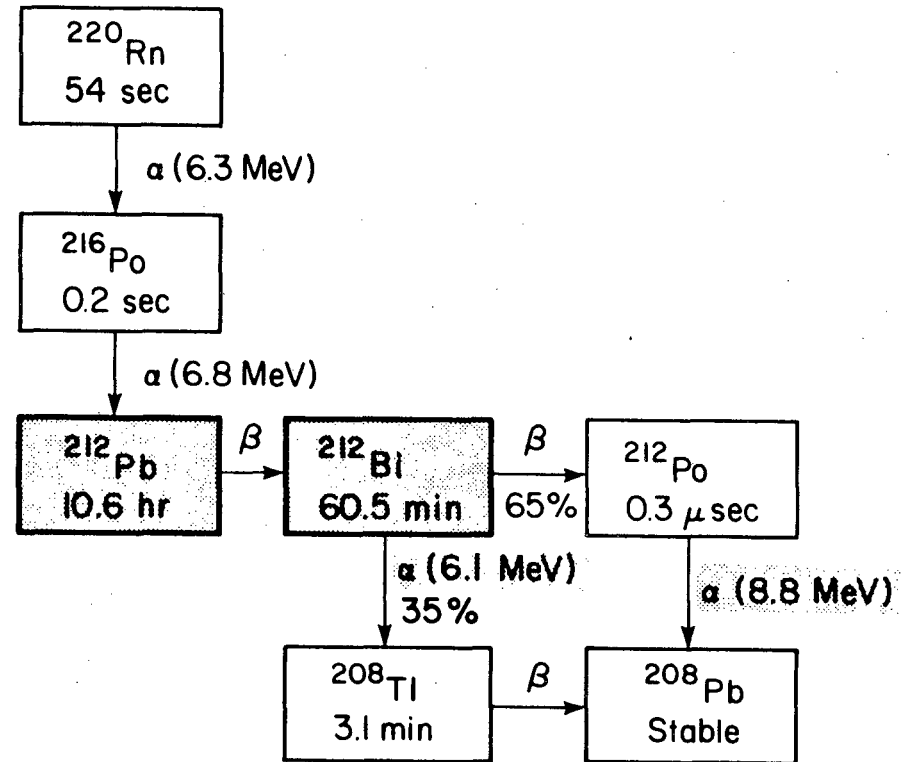 220Rn
54 sec
α (6.3 MeV)
216Po
0.2 sec
α (6.8 MeV)
212Pb
10.6 hr
β
212Bi
60.5 min
β
65%
212Po
0.3 μsec
α (6.1 MeV)
35%
α (8.8 MeV)
208Tl
3.1 min
β
208Pb
Stable